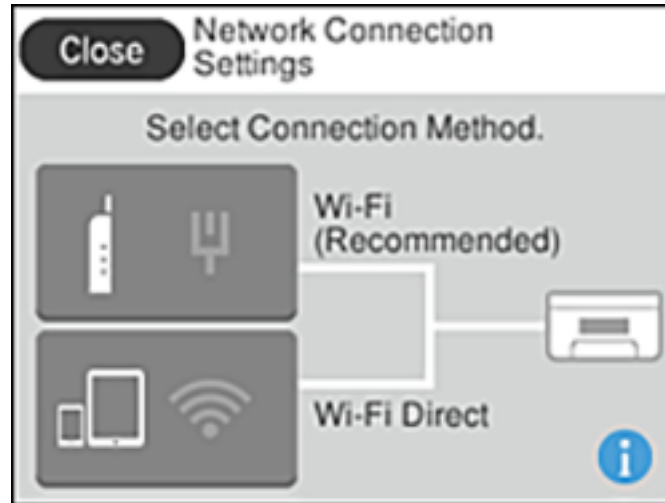 Close
Network Connection
Settings
Select Connection Method.
Wi-Fi
(Recommended)
Wi-Fi Direct
i